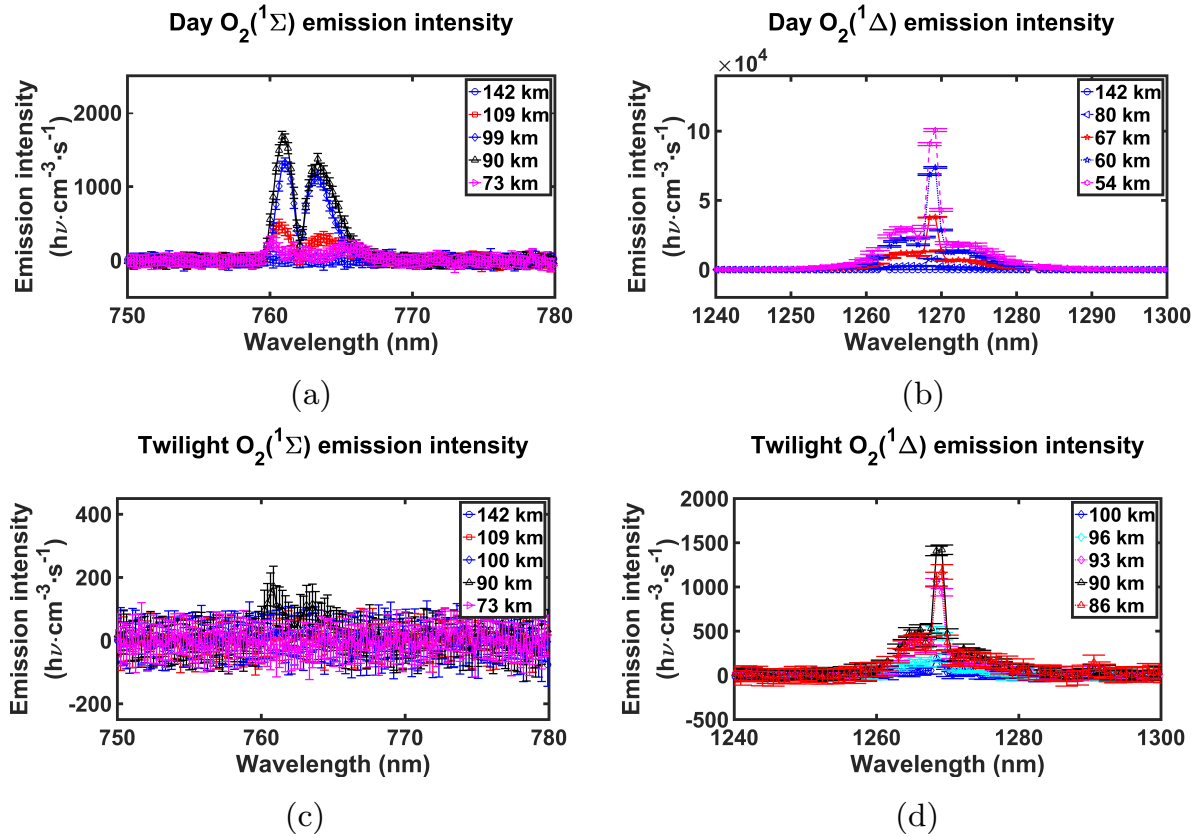 Day O₂(¹Σ) emission intensity
Emission intensity
(hν·cm⁻³·s⁻¹)
2000
1000
0
142 km
109 km
99 km
90 km
73 km
750
760
770
780
Wavelength (nm)
(a)
Day O₂(¹Δ) emission intensity
×10⁴
Emission intensity
(hν·cm⁻³·s⁻¹)
10
5
0
142 km
80 km
67 km
60 km
54 km
1240
1250
1260
1270
1280
1290
1300
Wavelength (nm)
(b)
Twilight O₂(¹Σ) emission intensity
Emission intensity
(hν·cm⁻³·s⁻¹)
400
200
0
-200
142 km
109 km
100 km
90 km
73 km
750
760
770
780
Wavelength (nm)
(c)
Twilight O₂(¹Δ) emission intensity
Emission intensity
(hν·cm⁻³·s⁻¹)
2000
1500
1000
500
0
-500
100 km
96 km
93 km
90 km
86 km
1240
1260
1280
1300
Wavelength (nm)
(d)